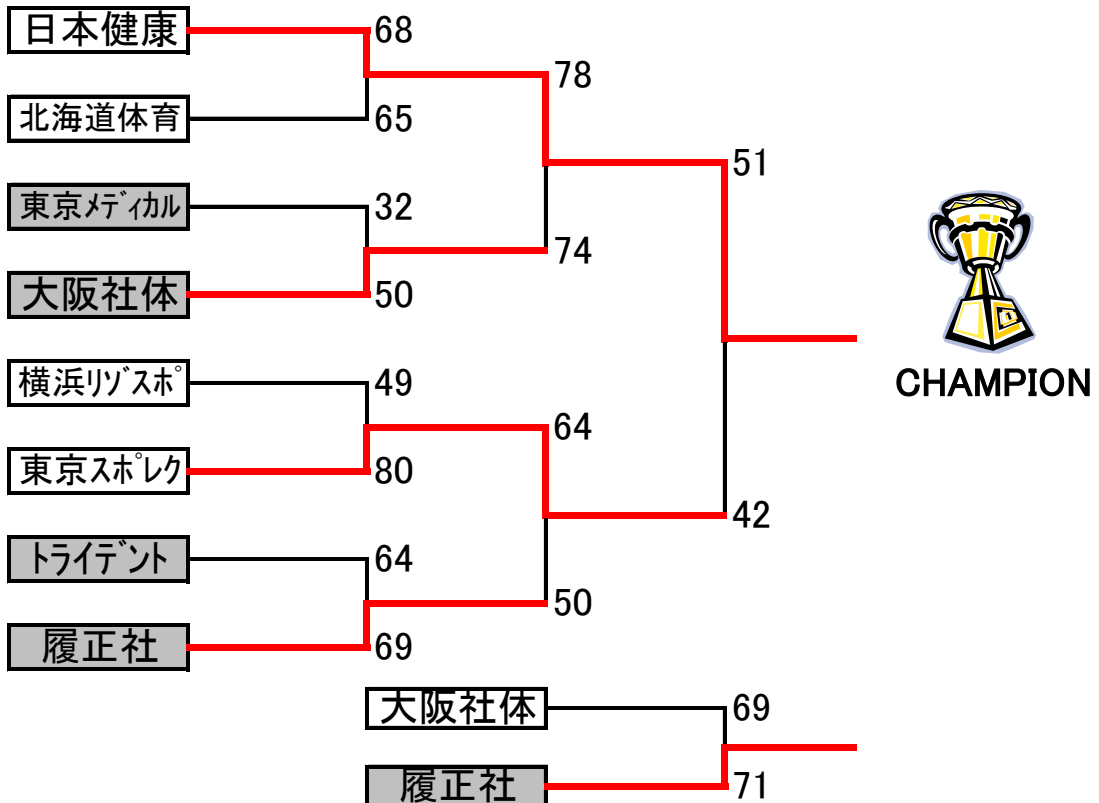 日本健康
68
78
北海道体育
65
51
東京ﾒﾃﾞｨｶﾙ
32
74
大阪社体
50
CHAMPION
横浜ﾘｿﾞｽﾎﾟ
49
64
東京ｽﾎﾟﾚｸ
80
42
ﾄﾗｲﾃﾞﾝﾄ
64
50
履正社
69
大阪社体
69
履正社
71